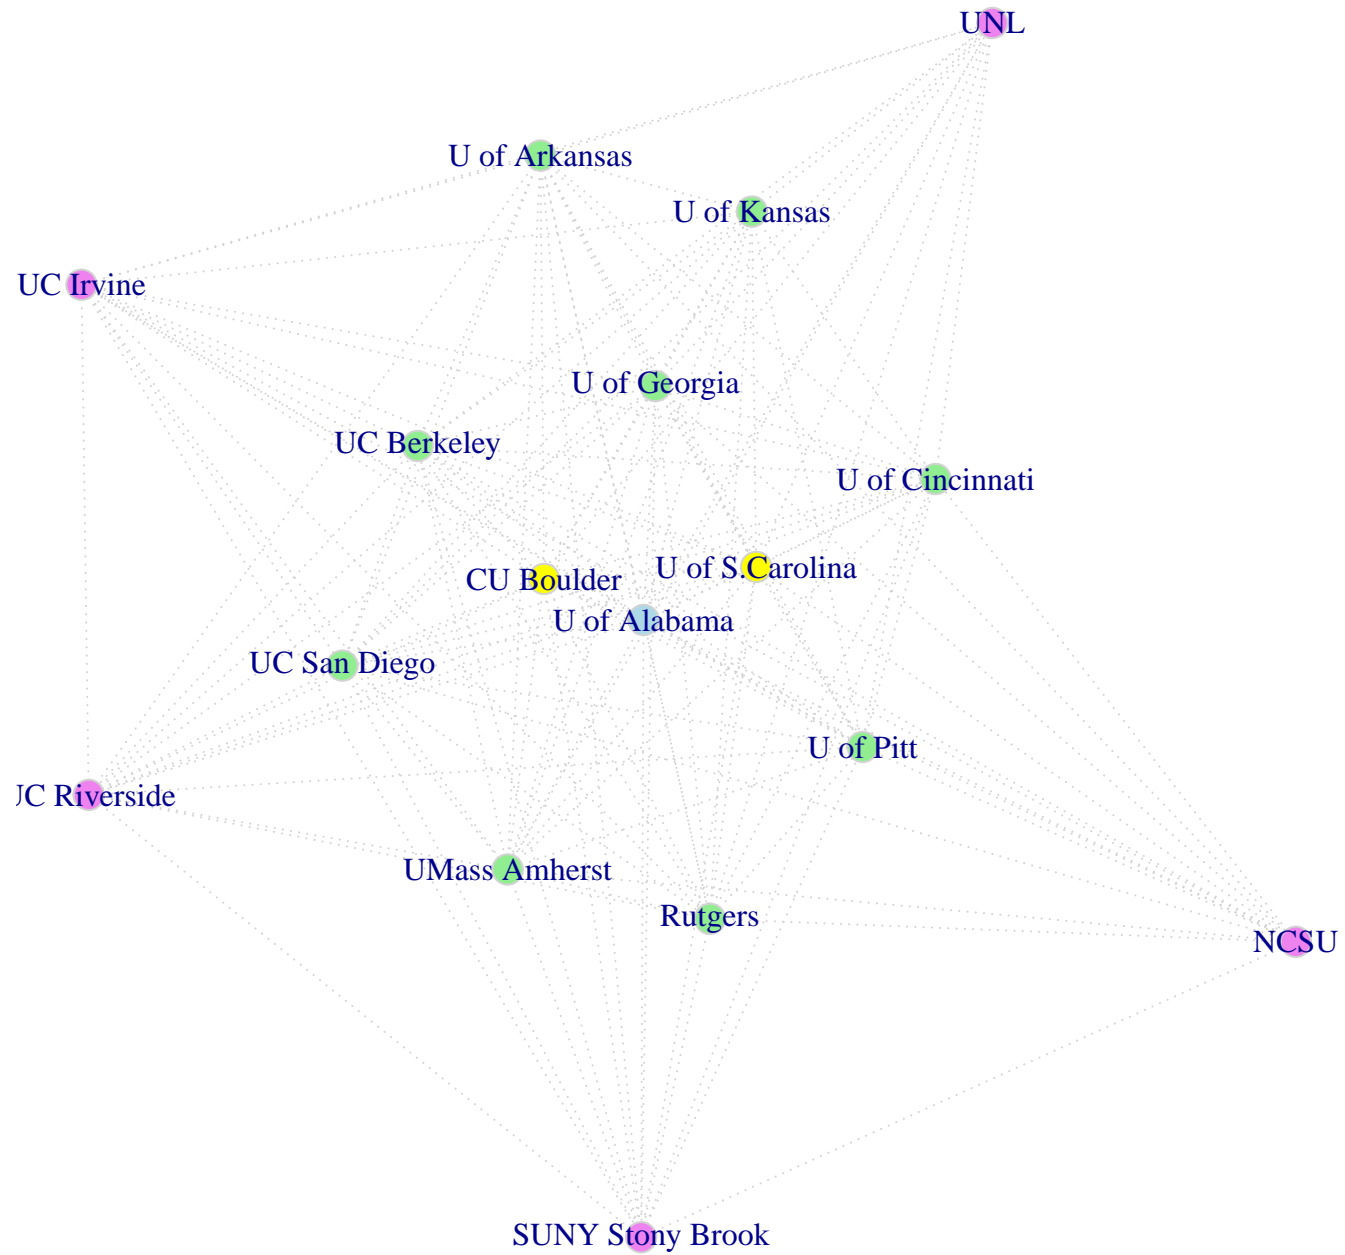 UNL
U of Arkansas
U of Kansas
UC Irvine
U of Georgia
UC Berkeley
U of Cincinnati
U of S.Carolina
CU Boulder
U of Alabama
UC San Diego
U of Pitt
JC Riverside
UMass Amherst
Rutgers
NCSU
SUNY Stony Brook